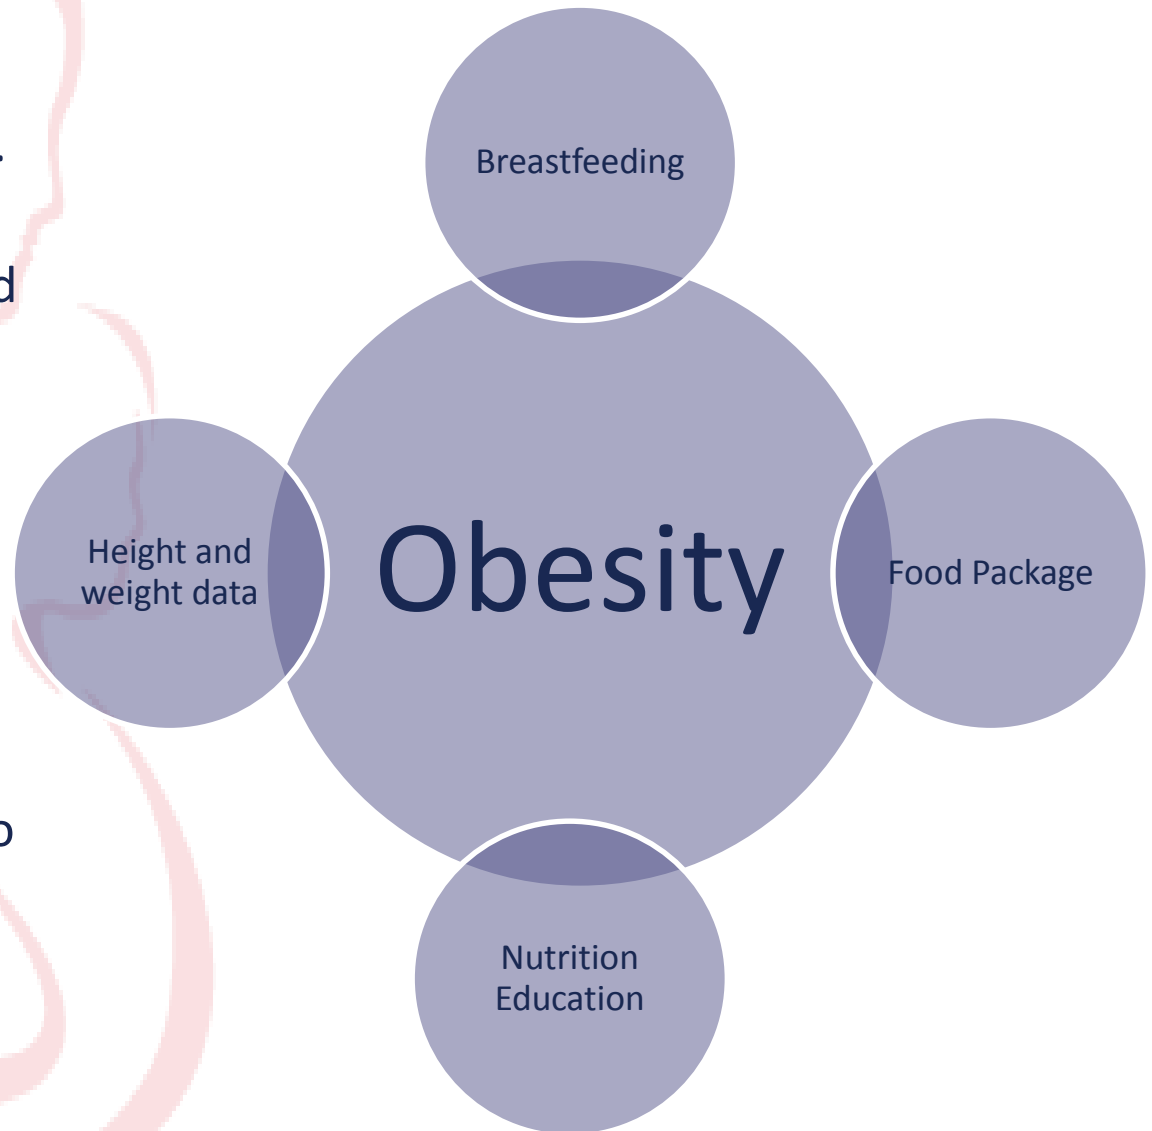 .
d
o
Breastfeeding
Height and
weight data
Obesity
Food Package
Nutrition
Education